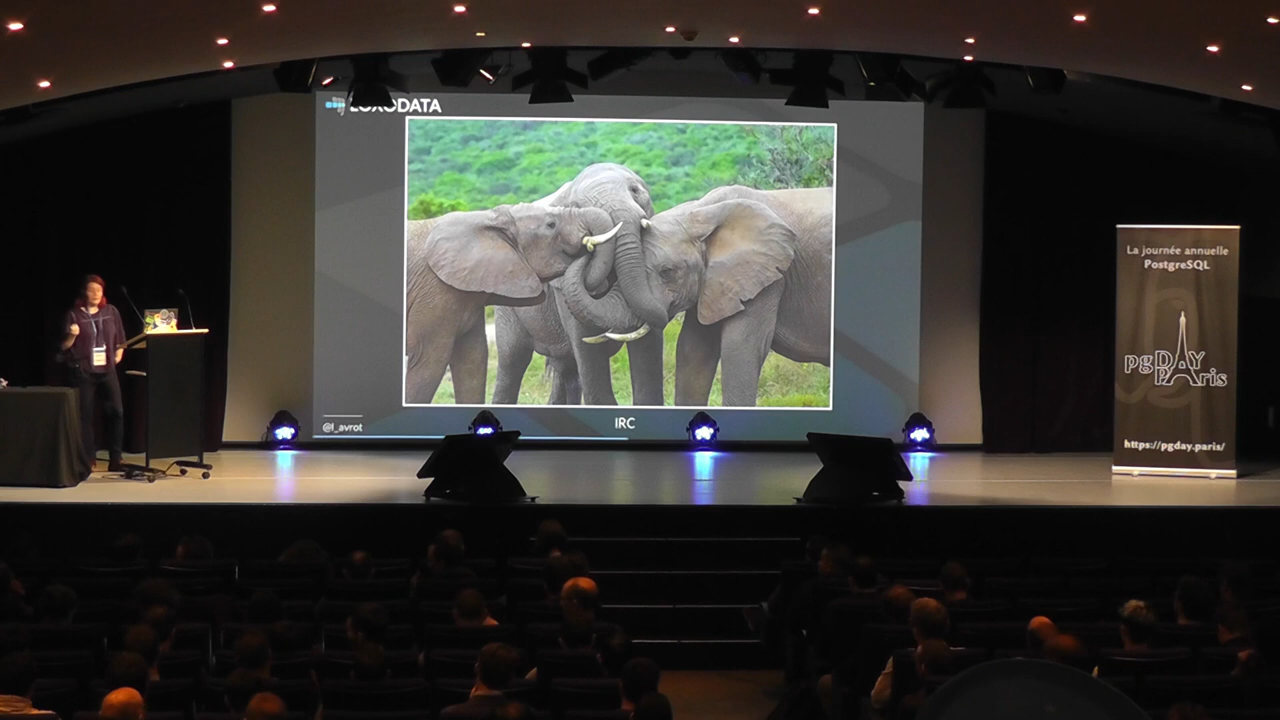 LOXODATA
@l_avrot
IRC
La journée annuelle
PostgreSQL
pgDAY
PAris
https://pgday.paris/